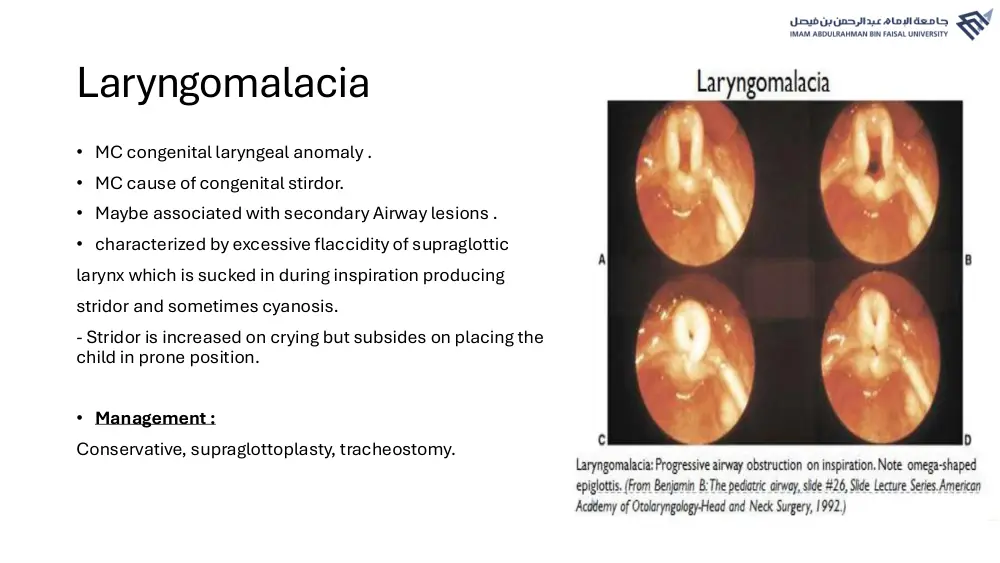 جامعة الإمام عبدالرحمن بن فيصل
IMAM ABDULRAHMAN BIN FAISAL UNIVERSITY
Laryngomalacia
• MC congenital laryngeal anomaly .
• MC cause of congenital stirdor.
• Maybe associated with secondary Airway lesions .
• characterized by excessive flaccidity of supraglottic
larynx which is sucked in during inspiration producing
stridor and sometimes cyanosis.
- Stridor is increased on crying but subsides on placing the
child in prone position.
• Management :
Conservative, supraglottoplasty, tracheostomy.
Laryngomalacia
A
B
C
D
Laryngomalacia: Progressive airway obstruction on inspiration. Note omega-shaped
epiglottis. (From Benjamin B: The pediatric airway, slide #26, Slide Lecture Series. American
Academy of Otolaryngology-Head and Neck Surgery, 1992.)